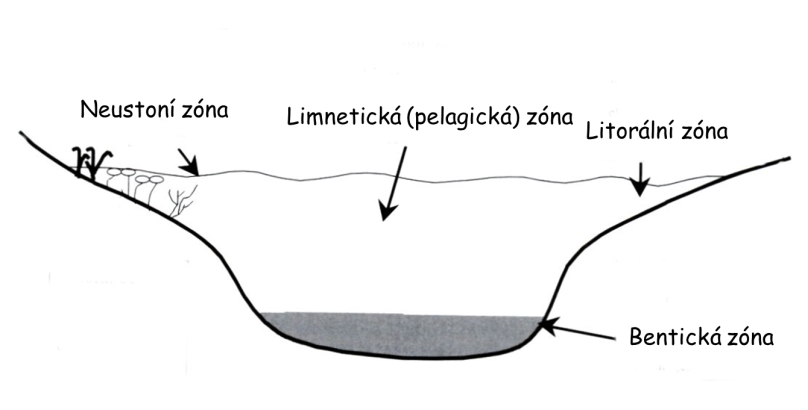 Neustoní zóna
Limnetická (pelagická) zóna
Litorální zóna
Bentická zóna